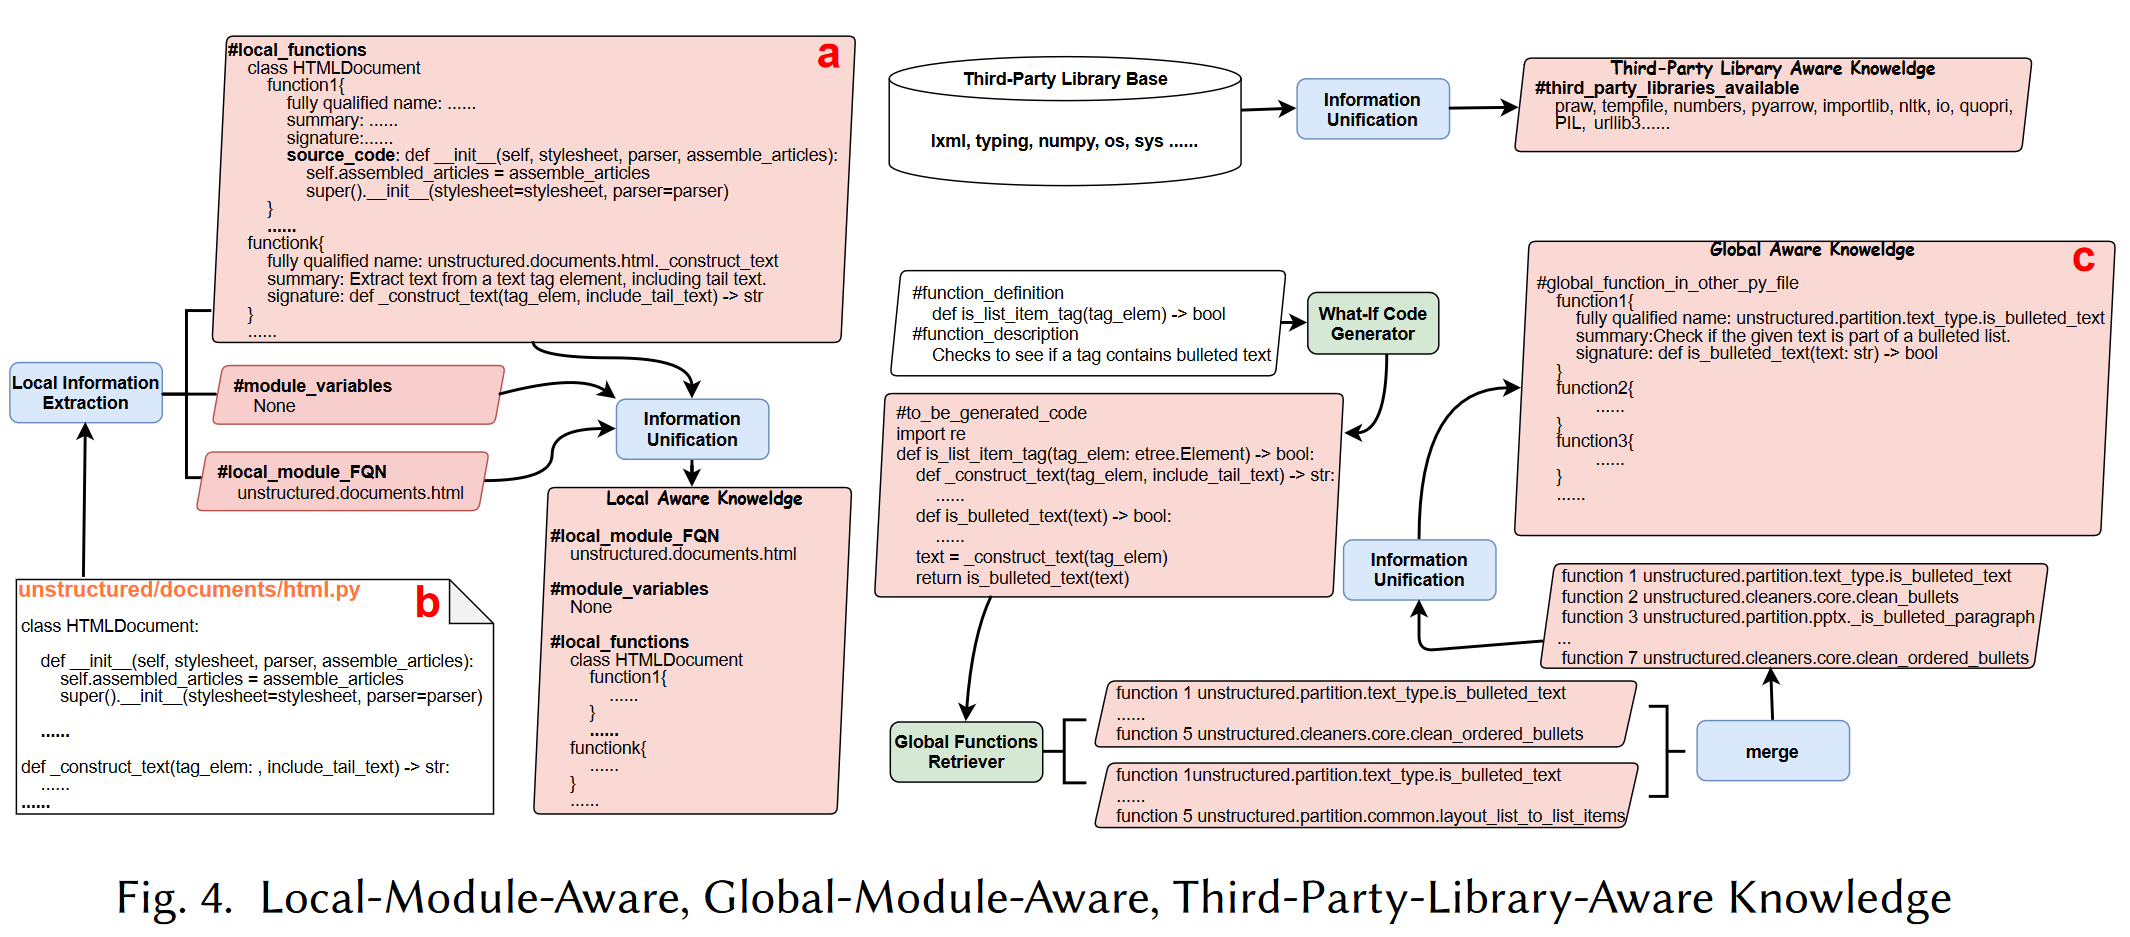 #local_functions
a
class HTMLDocument
function1{
fully qualified name: ......
summary: ......
signature:......
source_code: def __init__(self, stylesheet, parser, assemble_articles):
self.assembled_articles = assemble_articles
super().__init__(stylesheet=stylesheet, parser=parser)
}
......
functionk{
fully qualified name: unstructured.documents.html._construct_text
summary: Extract text from a text tag element, including tail text.
signature: def _construct_text(tag_elem, include_tail_text) -> str
}
......
Local Information
Extraction
#module_variables
None
#local_module_FQN
unstructured.documents.html
Information
Unification
unstructured/documents/html.py
b
class HTMLDocument:
def __init__(self, stylesheet, parser, assemble_articles):
self.assembled_articles = assemble_articles
super().__init__(stylesheet=stylesheet, parser=parser)
......
def _construct_text(tag_elem: , include_tail_text) -> str:
......
......
Local Aware Knoweldge
#local_module_FQN
unstructured.documents.html
#module_variables
None
#local_functions
class HTMLDocument
function1{
......
}
......
functionk{
......
}
......
Third-Party Library Base
lxml, typing, numpy, os, sys ......
Information
Unification
Third-Party Library Aware Knoweldge
#third_party_libraries_available
praw, tempfile, numbers, pyarrow, importlib, nltk, io, quopri,
PIL, urllib3......
#function_definition
def is_list_item_tag(tag_elem) -> bool
#function_description
Checks to see if a tag contains bulleted text
What-If Code
Generator
#to_be_generated_code
import re
def is_list_item_tag(tag_elem: etree.Element) -> bool:
def _construct_text(tag_elem, include_tail_text) -> str:
......
def is_bulleted_text(text) -> bool:
......
text = _construct_text(tag_elem)
return is_bulleted_text(text)
Global Functions
Retriever
function 1 unstructured.partition.text_type.is_bulleted_text
......
function 5 unstructured.cleaners.core.clean_ordered_bullets
function 1unstructured.partition.text_type.is_bulleted_text
......
function 5 unstructured.partition.common.layout_list_to_list_items
merge
function 1 unstructured.partition.text_type.is_bulleted_text
function 2 unstructured.cleaners.core.clean_bullets
function 3 unstructured.partition.pptx._is_bulleted_paragraph
...
function 7 unstructured.cleaners.core.clean_ordered_bullets
Information
Unification
Global Aware Knoweldge
c
#global_function_in_other_py_file
function1{
fully qualified name: unstructured.partition.text_type.is_bulleted_text
summary:Check if the given text is part of a bulleted list.
signature: def is_bulleted_text(text: str) -> bool
}
function2{
......
}
function3{
......
}
......
Fig. 4. Local-Module-Aware, Global-Module-Aware, Third-Party-Library-Aware Knowledge